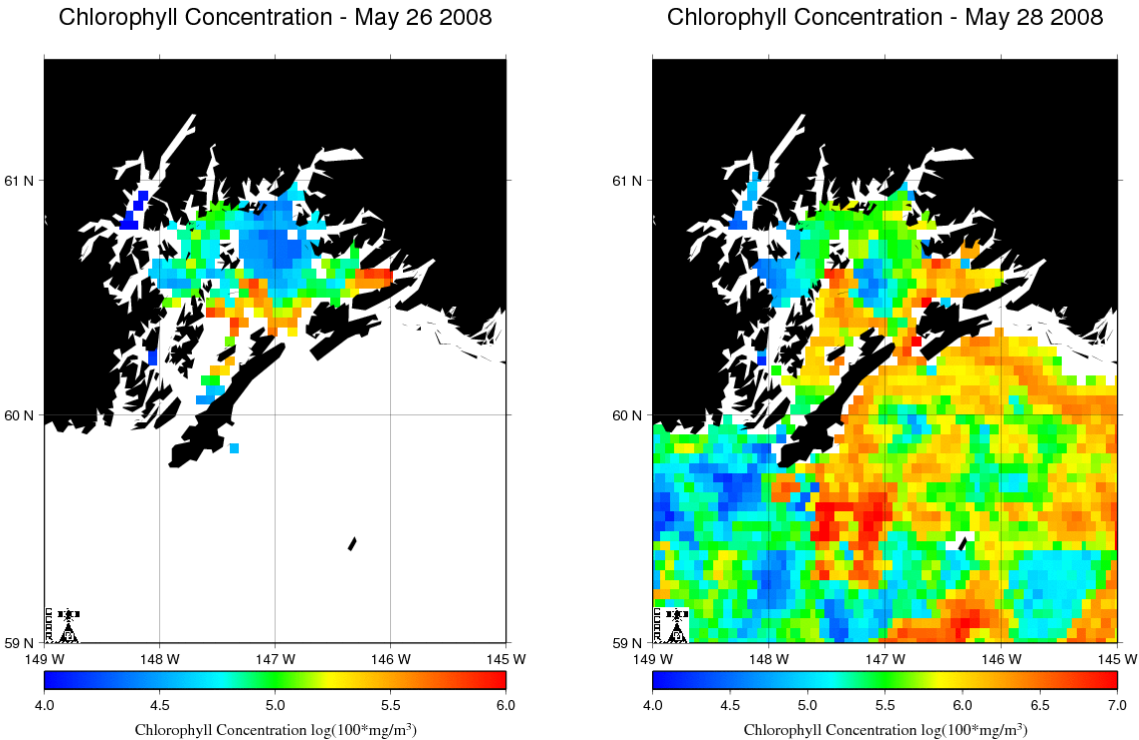 Chlorophyll Concentration - May 26 2008
61 N
60 N
59 N
149 W 148 W 147 W 146 W 145 W
4.0 4.5 5.0 5.5 6.0
Chlorophyll Concentration log(100*mg/m³)
Chlorophyll Concentration - May 28 2008
61 N
60 N
59 N
149 W 148 W 147 W 146 W 145 W
4.0 4.5 5.0 5.5 6.0 6.5 7.0
Chlorophyll Concentration log(100*mg/m³)